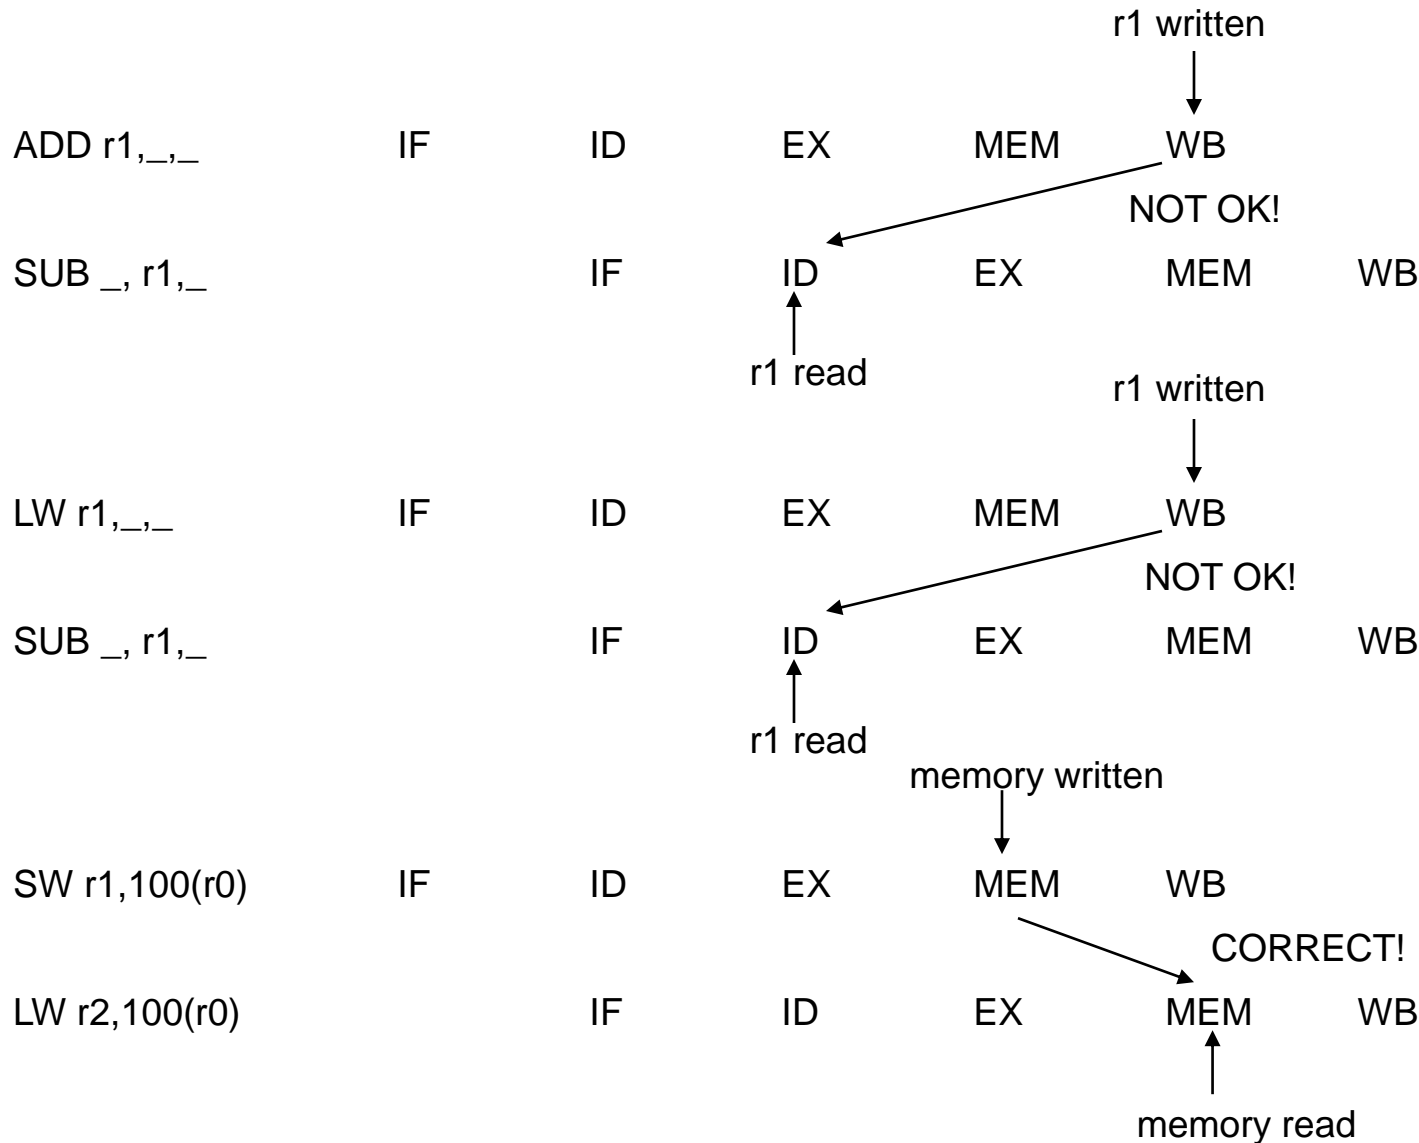 r1 written
ADD r1,_,_ IF ID EX MEM WB
NOT OK!
SUB _, r1,_ IF ID EX MEM WB
r1 read
r1 written
LW r1,_,_ IF ID EX MEM WB
NOT OK!
SUB _, r1,_ IF ID EX MEM WB
r1 read
memory written
SW r1,100(r0) IF ID EX MEM WB
CORRECT!
LW r2,100(r0) IF ID EX MEM WB
memory read